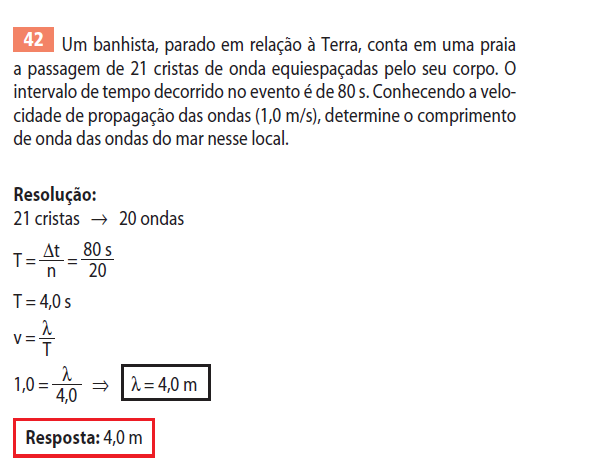 42 Um banhista, parado em relação à Terra, conta em uma praia
a passagem de 21 cristas de onda equiespaçadas pelo seu corpo. O
intervalo de tempo decorrido no evento é de 80 s. Conhecendo a velo-
cidade de propagação das ondas (1,0 m/s), determine o comprimento
de onda das ondas do mar nesse local.
Resolução:
21 cristas → 20 ondas
T = Δt/n = 80 s/20
T = 4,0 s
v = λ/T
1,0 = λ/4,0 ⇒ λ = 4,0 m
Resposta: 4,0 m